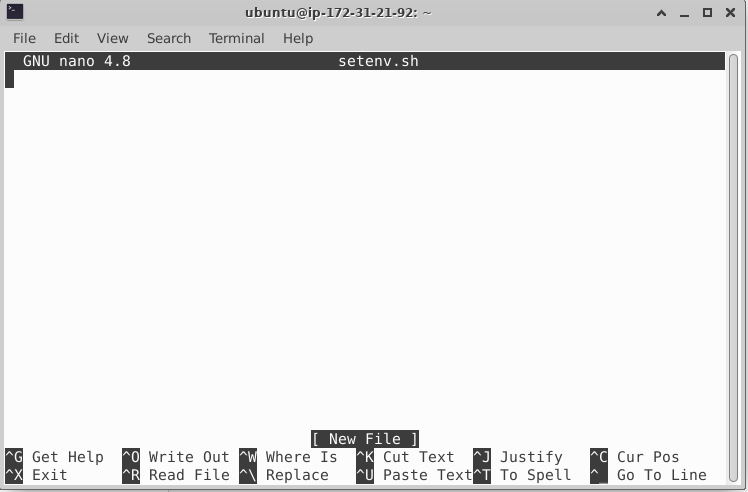 ubuntu@ip-172-31-21-92: ~
File Edit View Search Terminal Help
GNU nano 4.8 setenv.sh
[ New File ]
^G Get Help ^O Write Out ^W Where Is ^K Cut Text ^J Justify ^C Cur Pos
^X Exit ^R Read File ^\ Replace ^U Paste Text ^T To Spell ^_ Go To Line